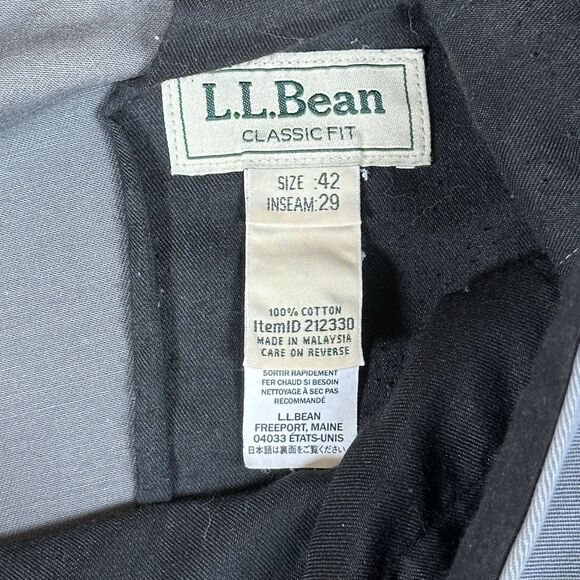 L.L.Bean
CLASSIC FIT
SIZE :42
INSEAM:29
100% COTTON
ItemID 212330
MADE IN MALAYSIA
CARE ON REVERSE
SORTIR RAPIDEMENT
FER CHAUD SI BESOIN
NETTOYAGE À SEC PAS
RECOMMANDÉ
L.L.BEAN
FREEPORT, MAINE
04033 ÉTATS-UNIS
日本語は裏面をご覧くださ